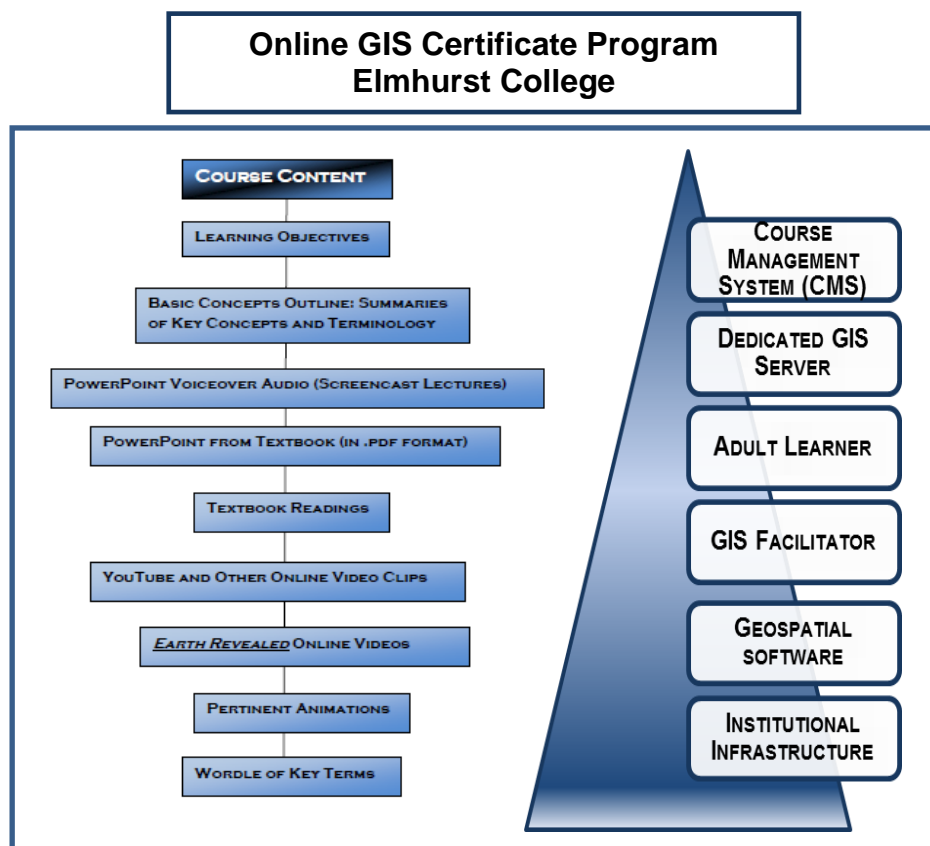 Online GIS Certificate Program
Elmhurst College
Course Content
Learning Objectives
Basic Concepts Outline: Summaries
of Key Concepts and Terminology
PowerPoint Voiceover Audio (Screencast Lectures)
PowerPoint from Textbook (in .pdf format)
Textbook Readings
YouTube and Other Online Video Clips
Earth Revealed Online Videos
Pertinent Animations
Wordle of Key Terms
Course
Management
System (CMS)
Dedicated GIS
Server
Adult Learner
GIS Facilitator
Geospatial
software
Institutional
Infrastructure